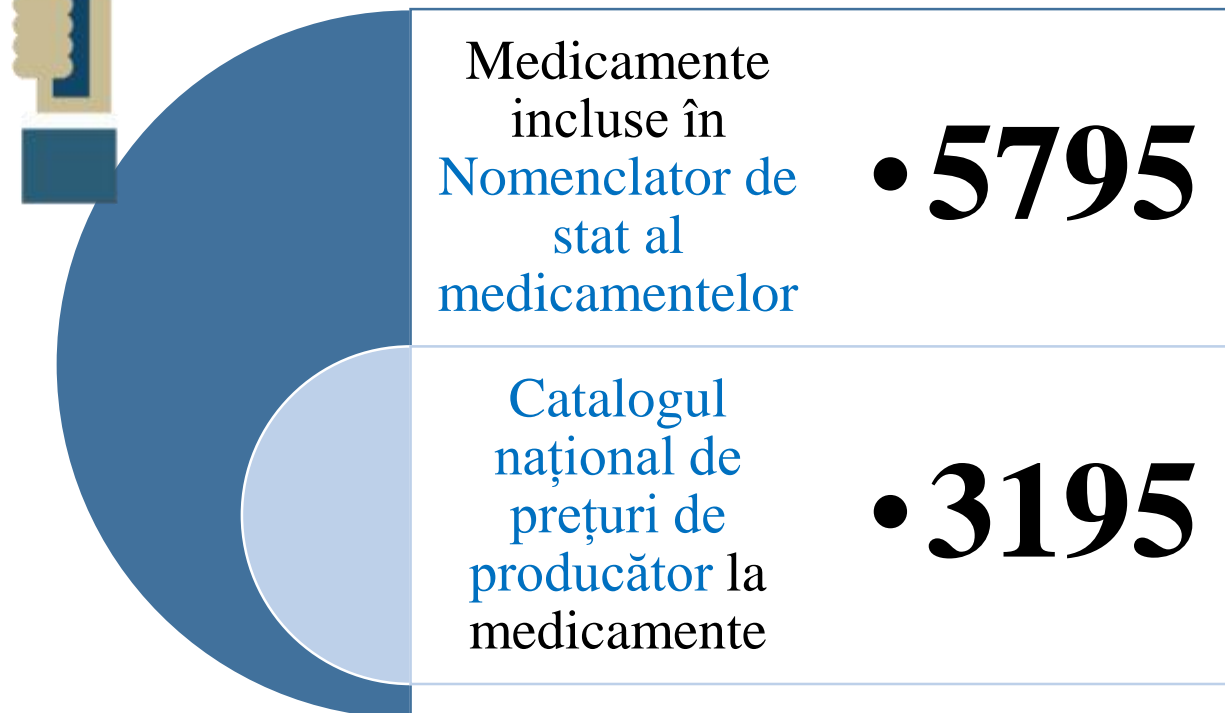 Medicamente
incluse în
Nomenclator de
stat al
medicamentelor
•5795
Catalogul
național de
prețuri de
producător la
medicamente
•3195